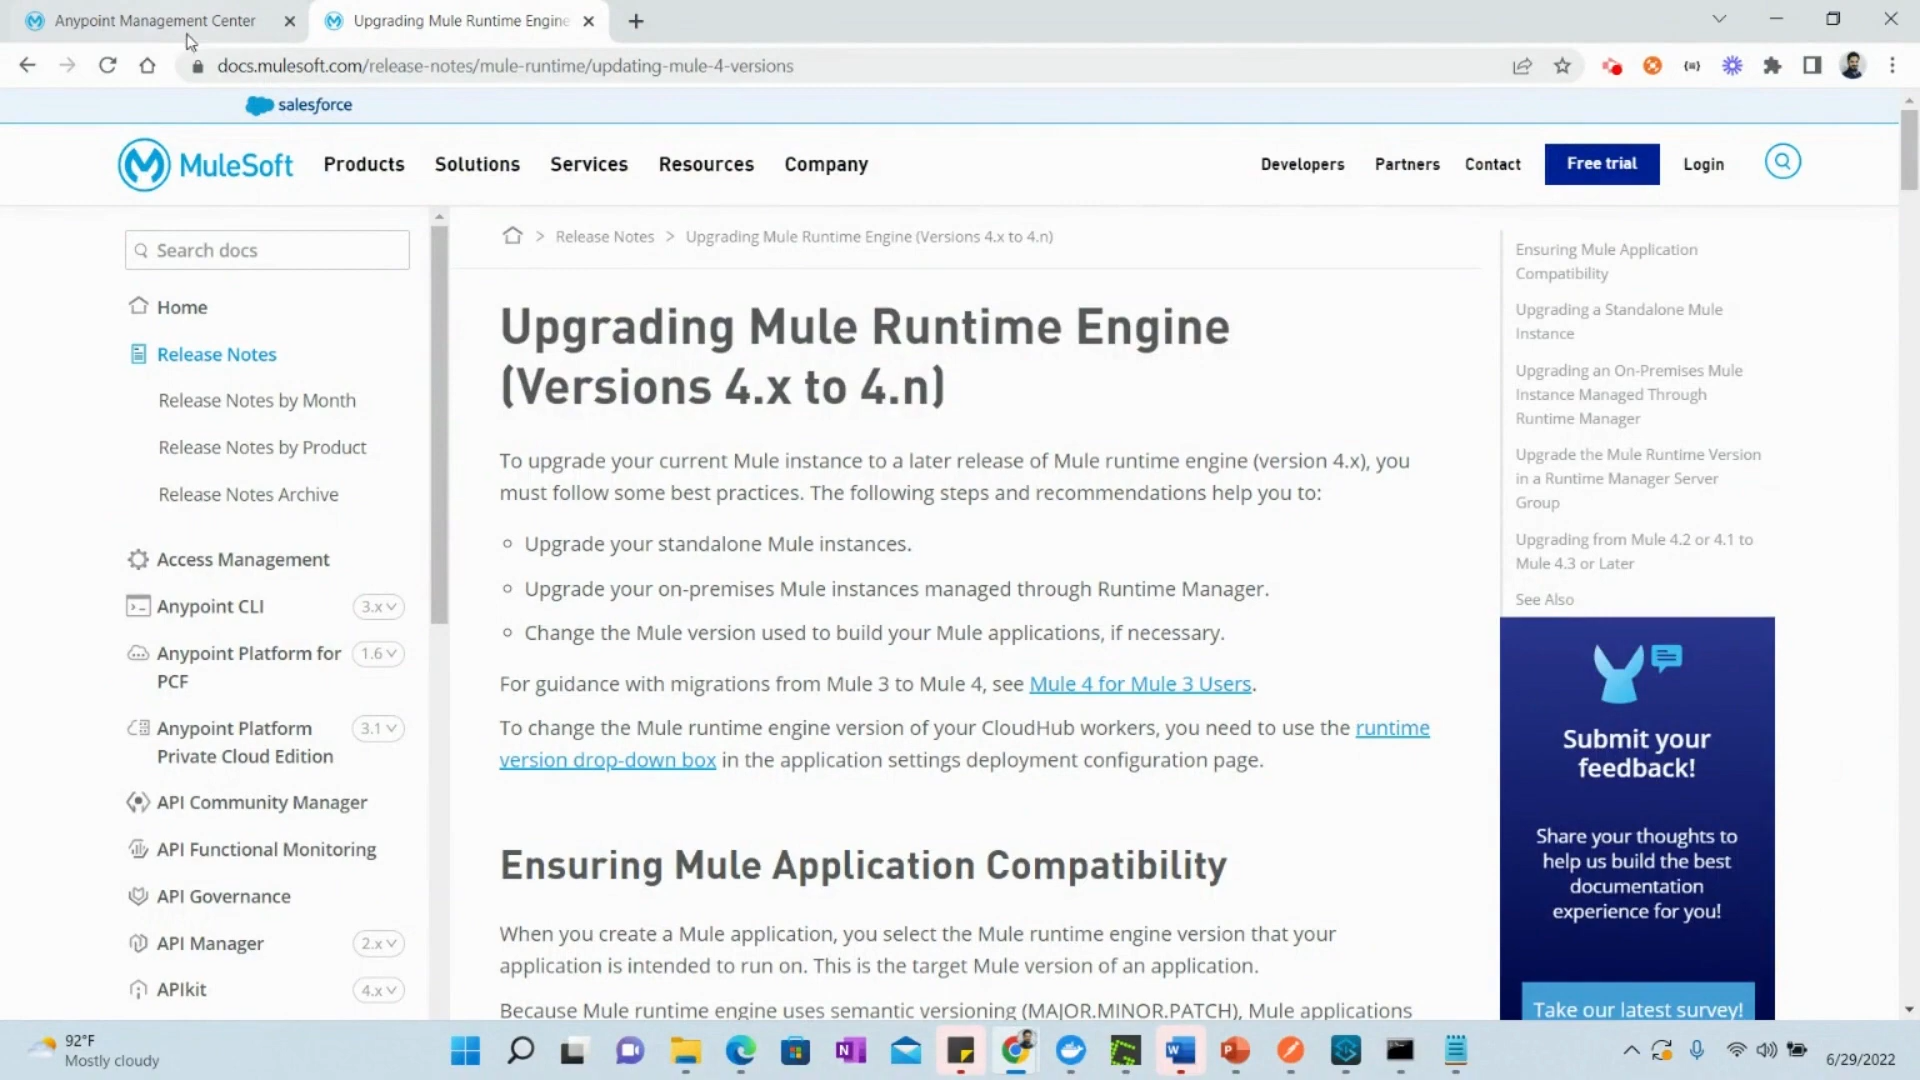 Anypoint Management Center
Upgrading Mule Runtime Engine
docs.mulesoft.com/release-notes/mule-runtime/updating-mule-4-versions
salesforce
MuleSoft
Products
Solutions
Services
Resources
Company
Developers
Partners
Contact
Free trial
Login
Search docs
Home
Release Notes
Release Notes by Month
Release Notes by Product
Release Notes Archive
Access Management
Anypoint CLI
3.x
Anypoint Platform for
PCF
1.6
Anypoint Platform
Private Cloud Edition
3.1
API Community Manager
API Functional Monitoring
API Governance
API Manager
2.x
APIkit
4.x
> Release Notes > Upgrading Mule Runtime Engine (Versions 4.x to 4.n)
Upgrading Mule Runtime Engine
(Versions 4.x to 4.n)
To upgrade your current Mule instance to a later release of Mule runtime engine (version 4.x), you
must follow some best practices. The following steps and recommendations help you to:
Upgrade your standalone Mule instances.
Upgrade your on-premises Mule instances managed through Runtime Manager.
Change the Mule version used to build your Mule applications, if necessary.
For guidance with migrations from Mule 3 to Mule 4, see Mule 4 for Mule 3 Users.
To change the Mule runtime engine version of your CloudHub workers, you need to use the runtime
version drop-down box in the application settings deployment configuration page.
Ensuring Mule Application Compatibility
When you create a Mule application, you select the Mule runtime engine version that your
application is intended to run on. This is the target Mule version of an application.
Because Mule runtime engine uses semantic versioning (MAJOR.MINOR.PATCH), Mule applications
Ensuring Mule Application
Compatibility
Upgrading a Standalone Mule
Instance
Upgrading an On-Premises Mule
Instance Managed Through
Runtime Manager
Upgrade the Mule Runtime Version
in a Runtime Manager Server
Group
Upgrading from Mule 4.2 or 4.1 to
Mule 4.3 or Later
See Also
Submit your
feedback!
Share your thoughts to
help us build the best
documentation
experience for you!
Take our latest survey!
92°F
Mostly cloudy
6/29/2022